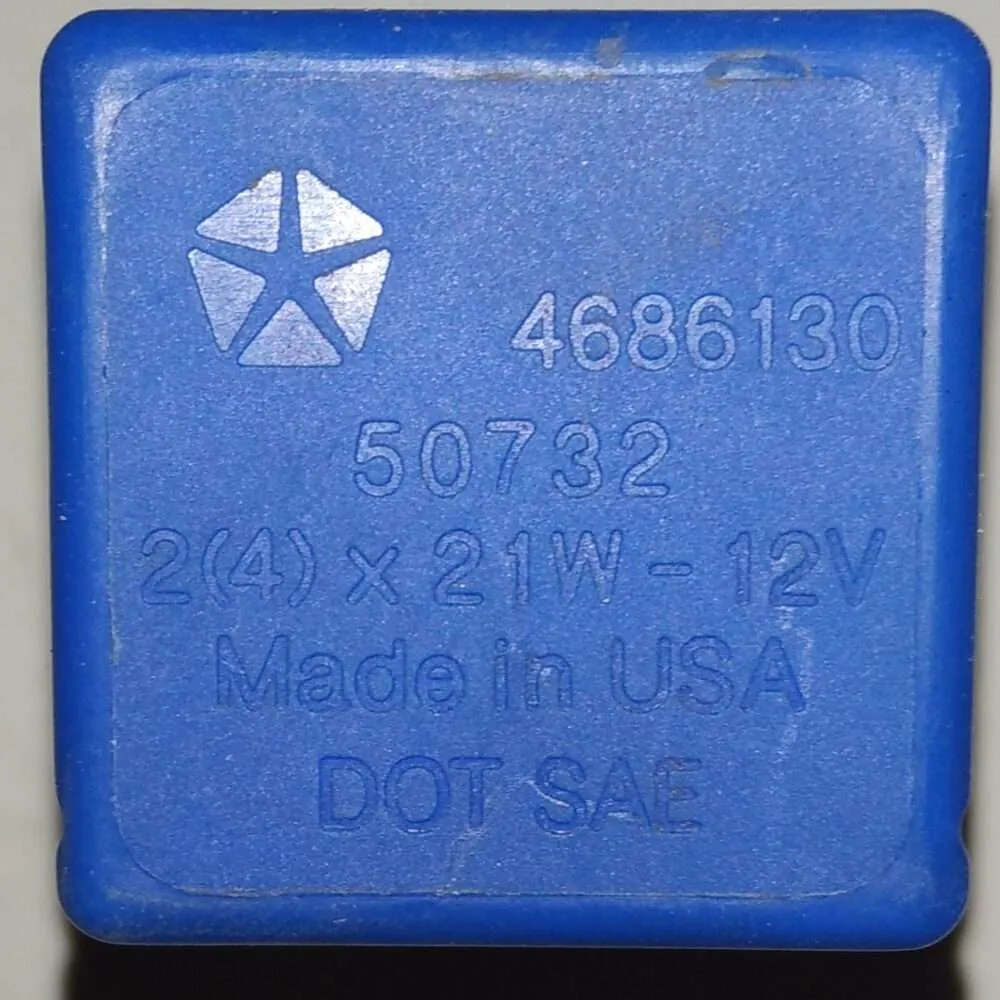 4686130
50732
2(4) x 21W - 12V
Made in USA
DOT SAE